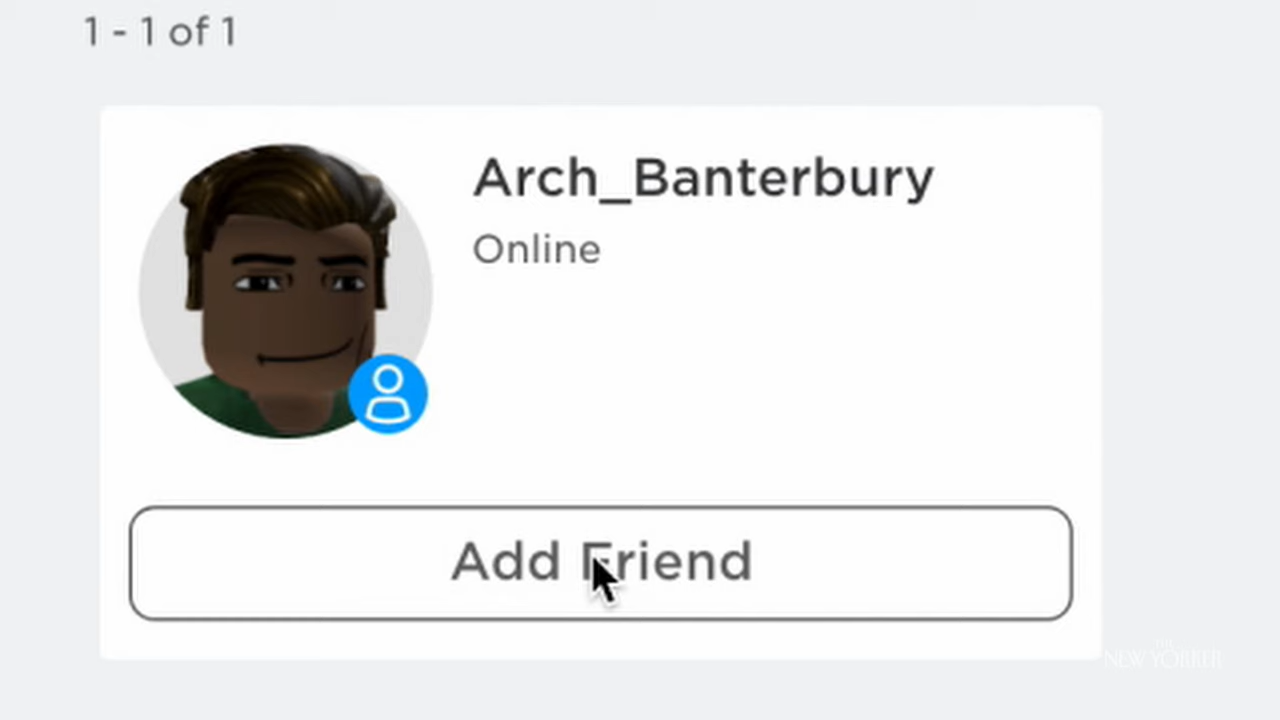 1 - 1 of 1
Arch_Banterbury
Online
Add Friend
THE
NEW YORKER